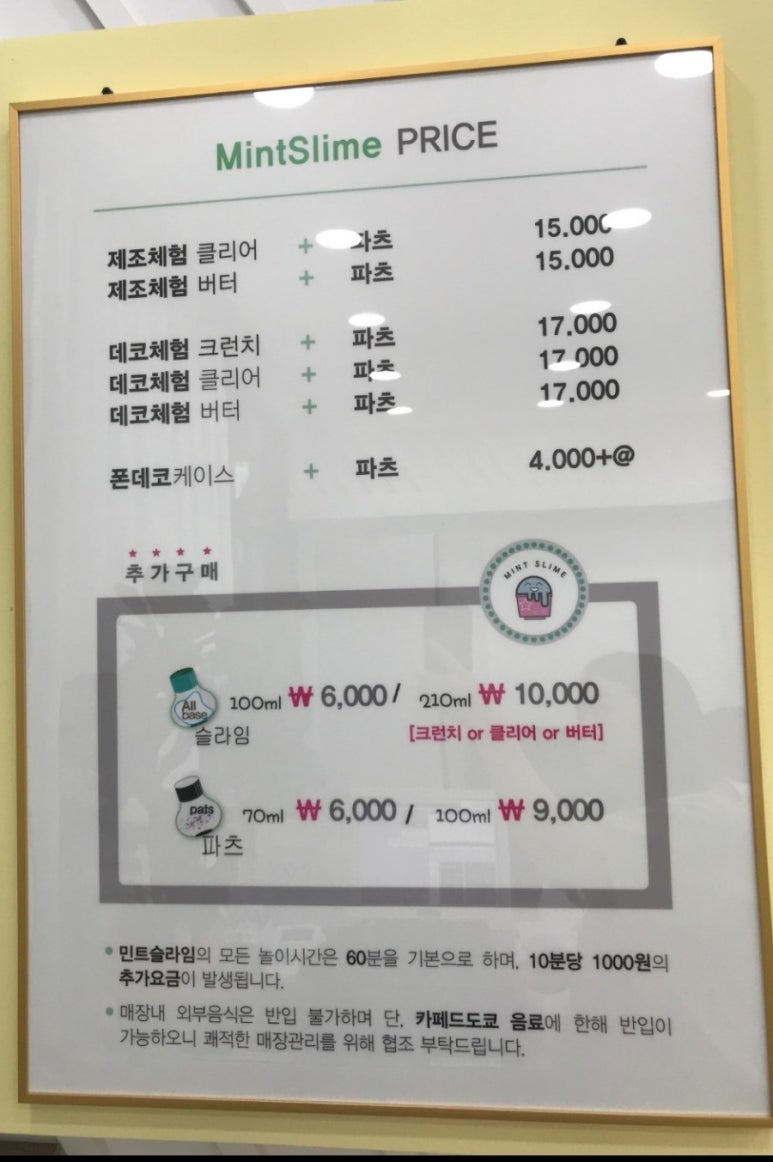 MintSlime PRICE
제조체험 클리어 + 파츠 15.000
제조체험 버터 + 파츠 15.000
데코체험 크런치 + 파츠 17.000
데코체험 클리어 + 파츠 17.000
데코체험 버터 + 파츠 17.000
폰데코케이스 + 파츠 4.000+@
추가구매
MINT SLIME
All base 100ml ₩ 6,000 / 210ml ₩ 10,000
슬라임 [크런치 or 클리어 or 버터]
pats 70ml ₩ 6,000 / 100ml ₩ 9,000
파츠
• 민트슬라임의 모든 놀이시간은 60분을 기본으로 하며, 10분당 1000원의
추가요금이 발생됩니다.
• 매장내 외부음식은 반입 불가하며 단, 카페드도쿄 음료에 한해 반입이
가능하오니 쾌적한 매장관리를 위해 협조 부탁드립니다.